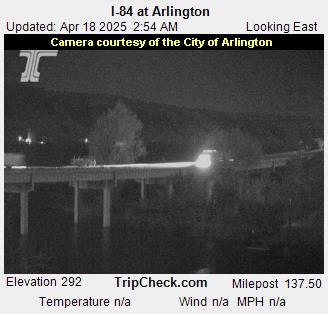 I-84 at Arlington
Updated: Apr 18 2025 2:54 AM Looking East
Camera courtesy of the City of Arlington
Elevation 292 TripCheck.com Milepost 137.50
Temperature n/a Wind n/a MPH n/a